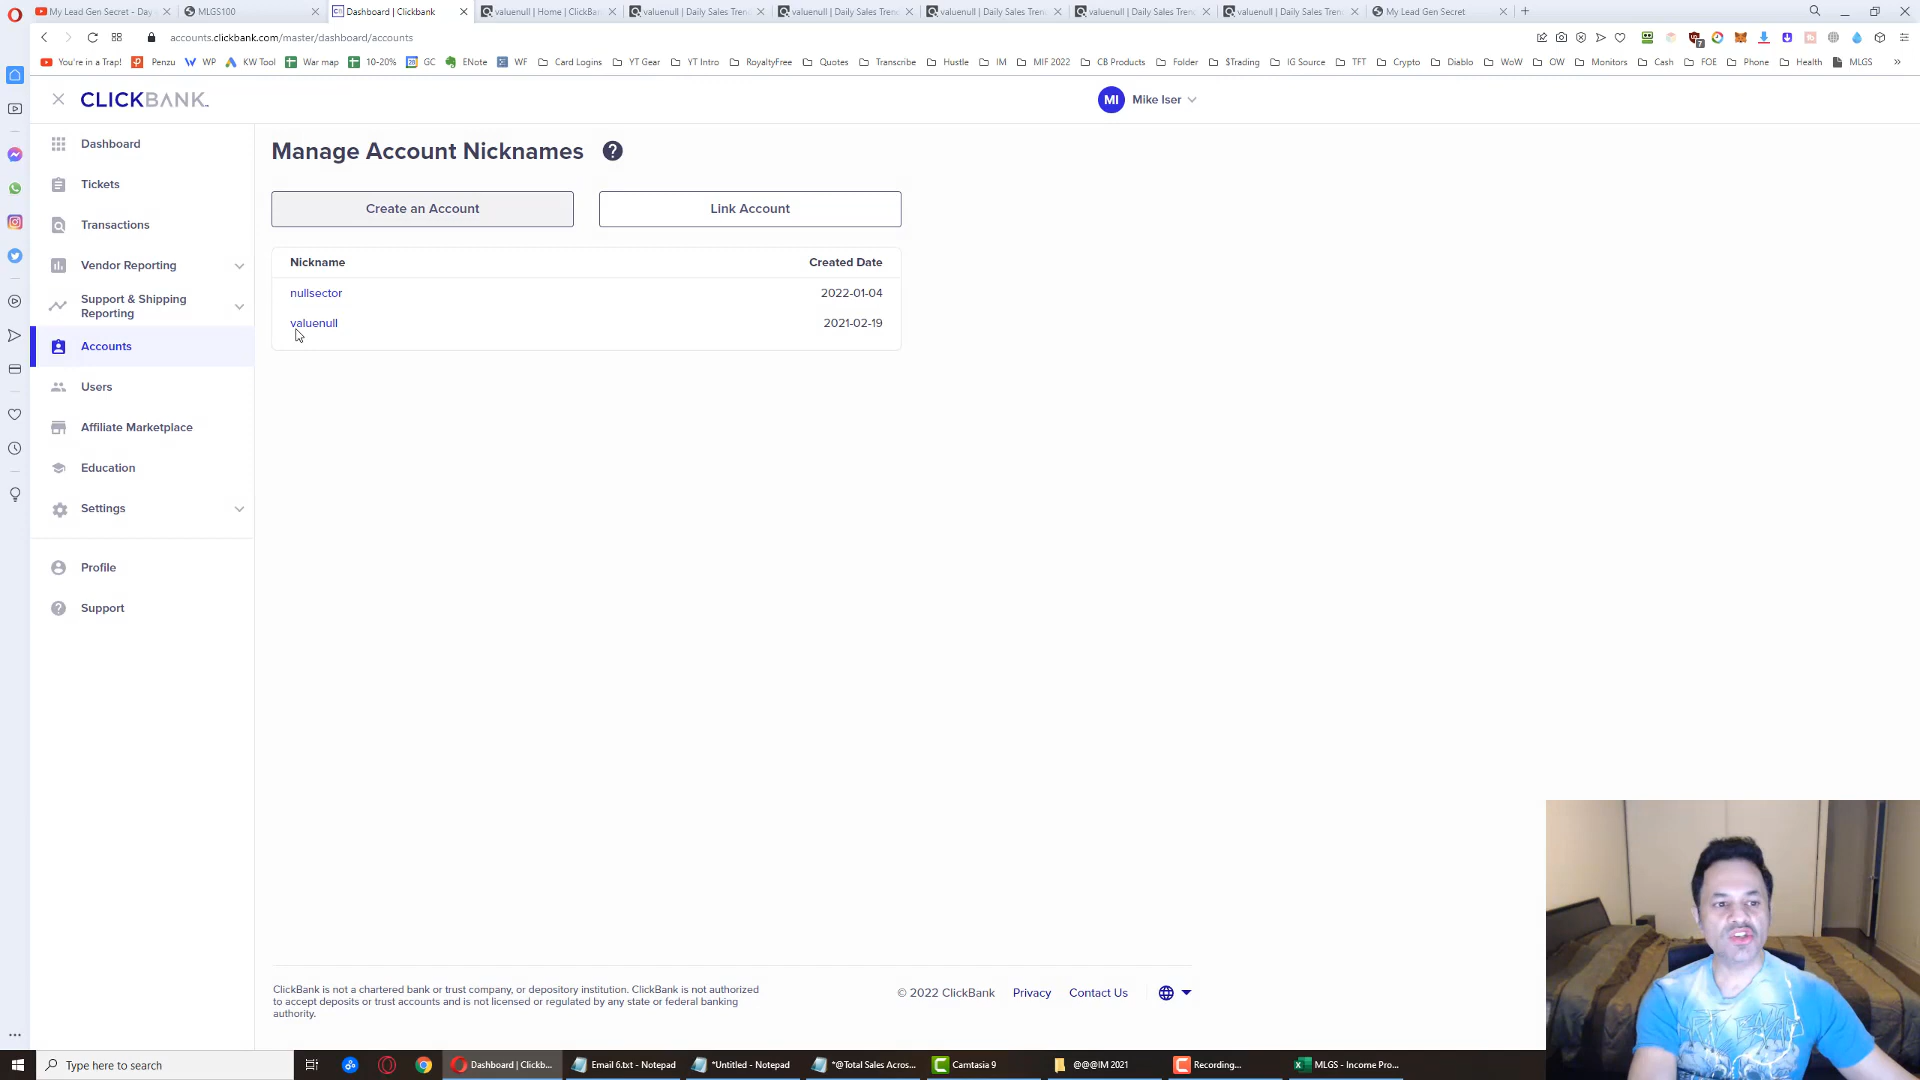 My Lead Gen Secret - Day
MLGS100
Dashboard | Clickbank
valuenull | Home | ClickBan
valuenull | Daily Sales Trend
valuenull | Daily Sales Trend
valuenull | Daily Sales Trend
valuenull | Daily Sales Trend
valuenull | Daily Sales Trend
My Lead Gen Secret
accounts.clickbank.com/master/dashboard/accounts
7
You're in a Trap!
Penzu
WP
KW Tool
War map
10-20%
GC
ENote
WF
Card Logins
YT Gear
YT Intro
RoyaltyFree
Quotes
Transcribe
Hustle
IM
MIF 2022
CB Products
Folder
$Trading
IG Source
TFT
Crypto
Diablo
WoW
OW
Monitors
Cash
FOE
Phone
Health
MLGS
CLICKBANK
MI
Mike Iser
Dashboard
Tickets
Transactions
Vendor Reporting
Support & Shipping
Reporting
Accounts
Users
Affiliate Marketplace
Education
Settings
Profile
Support
Manage Account Nicknames
Create an Account
Link Account
Nickname
Created Date
nullsector
2022-01-04
valuenull
2021-02-19
ClickBank is not a chartered bank or trust company, or depository institution. ClickBank is not authorized
to accept deposits or trust accounts and is not licensed or regulated by any state or federal banking
authority.
© 2022 ClickBank
Privacy
Contact Us
Type here to search
Dashboard | Clickb...
Email 6.txt - Notepad
*Untitled - Notepad
*@Total Sales Acros...
Camtasia 9
@@@IM 2021
Recording...
MLGS - Income Pro...